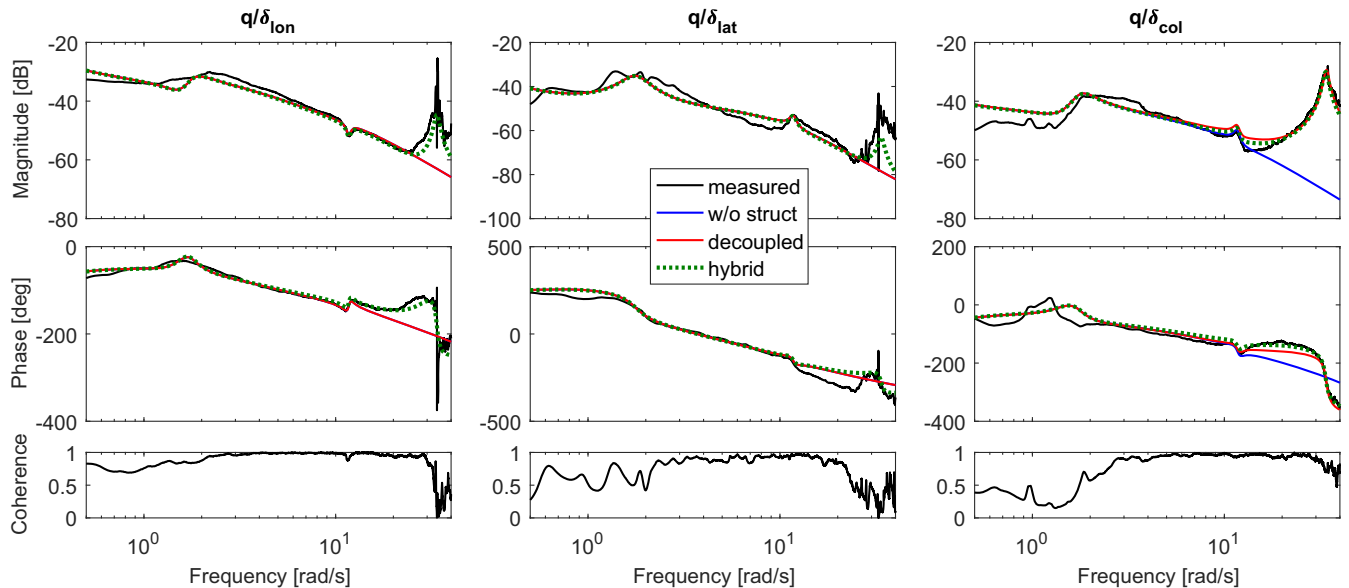 q/δlon
q/δlat
q/δcol
Magnitude [dB]
-20
-40
-60
-80
-20
-40
-60
-80
-100
-20
-40
-60
-80
measured
w/o struct
decoupled
hybrid
Phase [deg]
0
-200
-400
500
0
-500
200
0
-200
-400
Coherence
1
0.5
0
1
0.5
0
1
0.5
0
10^0
10^1
10^0
10^1
10^0
10^1
Frequency [rad/s]
Frequency [rad/s]
Frequency [rad/s]